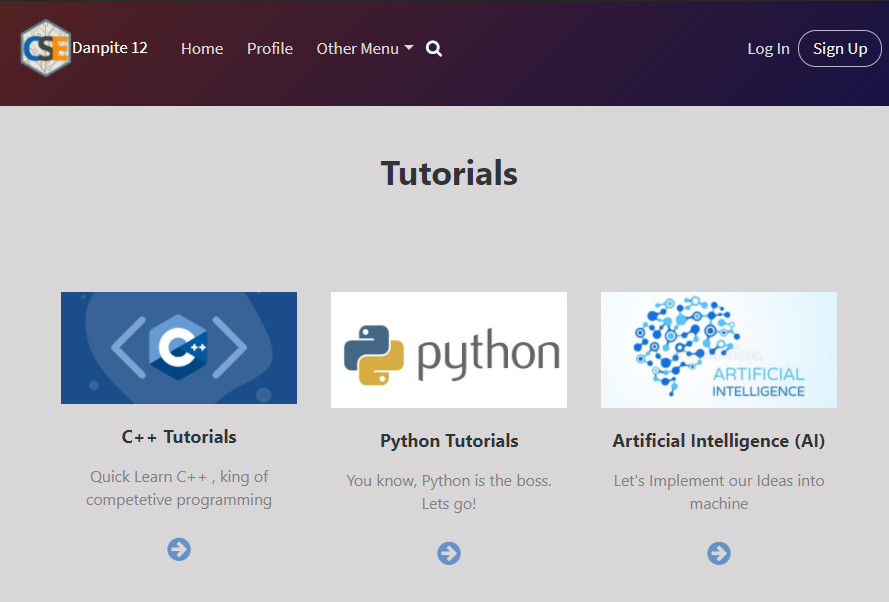 CSE
Danpite 12 Home Profile Other Menu Log In Sign Up
Tutorials
C++
python
ARTIFICIAL
INTELLIGENCE
C++ Tutorials
Quick Learn C++ , king of
competetive programming
Python Tutorials
You know, Python is the boss.
Lets go!
Artificial Intelligence (AI)
Let's Implement our Ideas into
machine